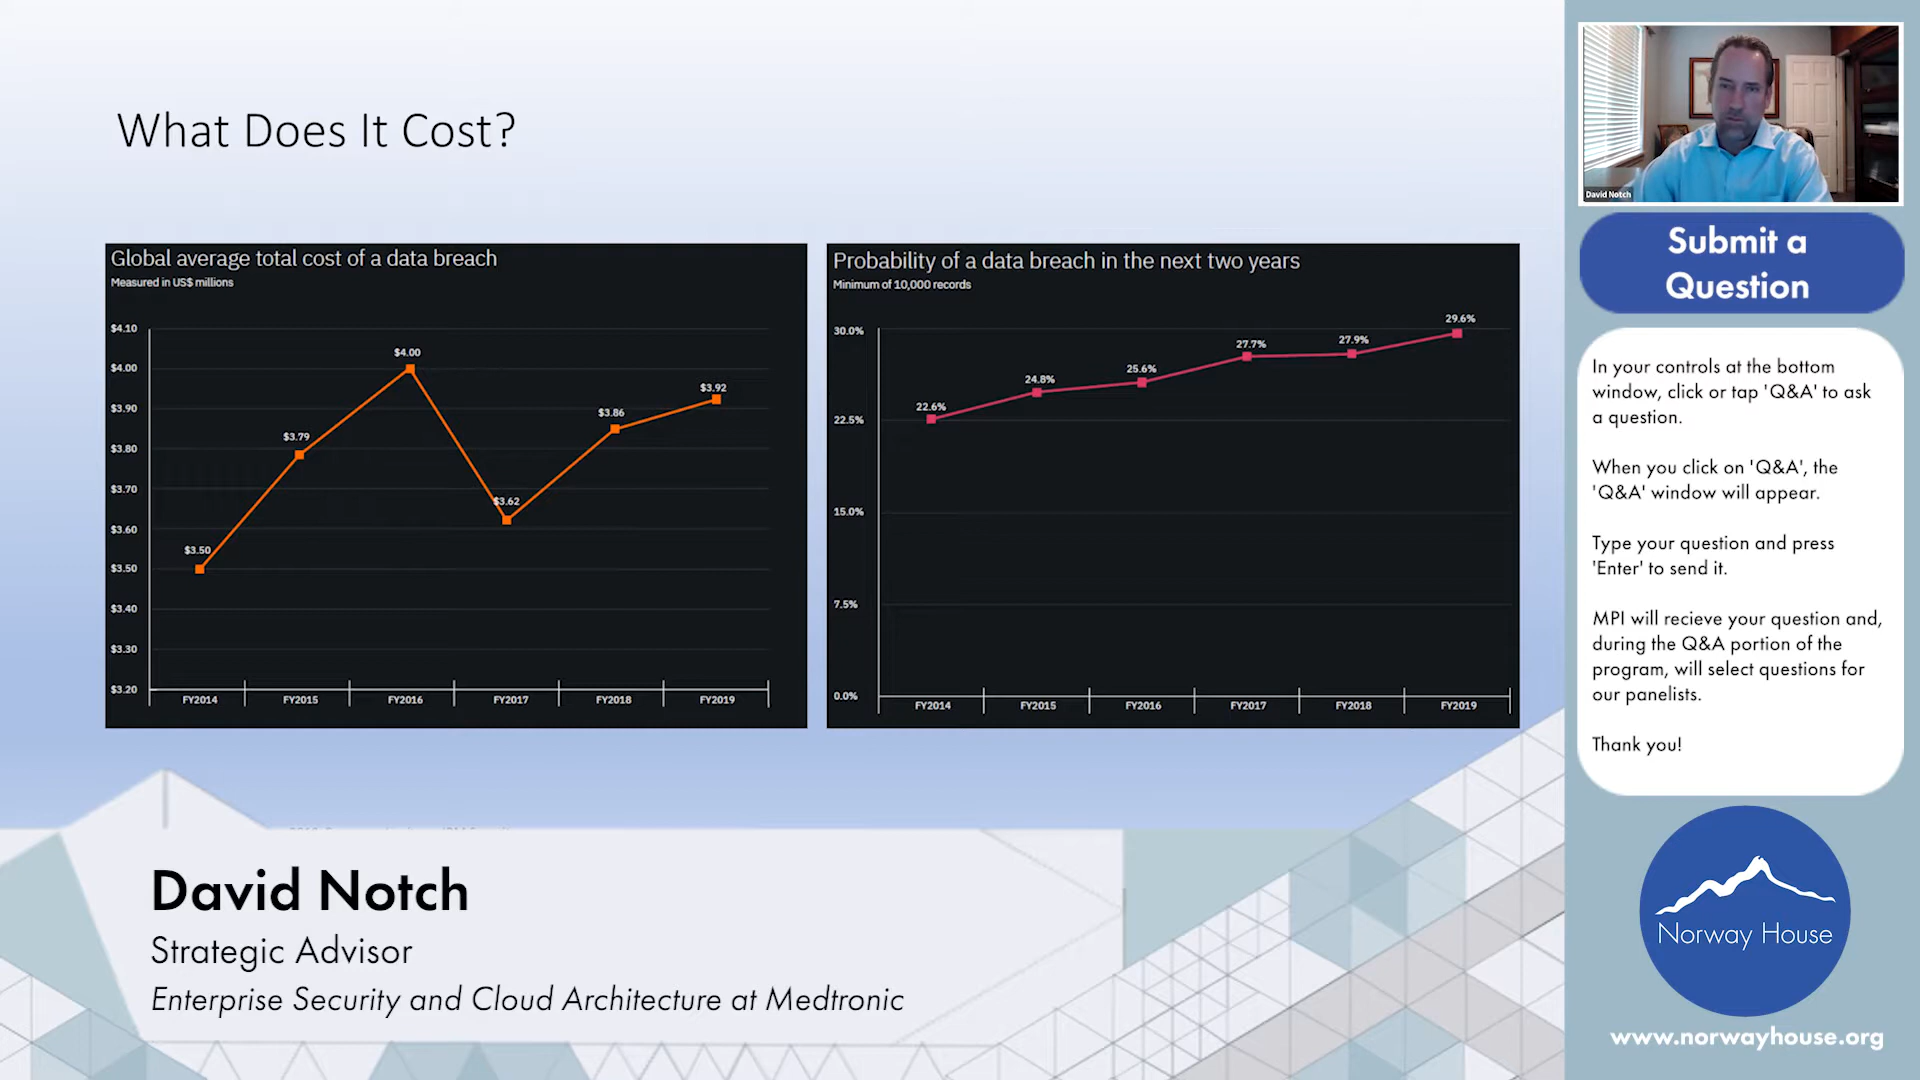 What Does It Cost?
Global average total cost of a data breach
Measured in US$ millions
$4.10
$4.00
$3.90
$3.80
$3.70
$3.60
$3.50
$3.40
$3.30
$3.20
$3.50
$3.79
$4.00
$3.62
$3.86
$3.92
FY2014 FY2015 FY2016 FY2017 FY2018 FY2019
Probability of a data breach in the next two years
Minimum of 10,000 records
30.0%
22.5%
15.0%
7.5%
0.0%
22.6%
24.8%
25.6%
27.7%
27.9%
29.6%
FY2014 FY2015 FY2016 FY2017 FY2018 FY2019
David Notch
Strategic Advisor
Enterprise Security and Cloud Architecture at Medtronic
David Notch
Submit a
Question
In your controls at the bottom
window, click or tap 'Q&A' to ask
a question.
When you click on 'Q&A', the
'Q&A' window will appear.
Type your question and press
'Enter' to send it.
MPI will recieve your question and,
during the Q&A portion of the
program, will select questions for
our panelists.
Thank you!
Norway House
www.norwayhouse.org